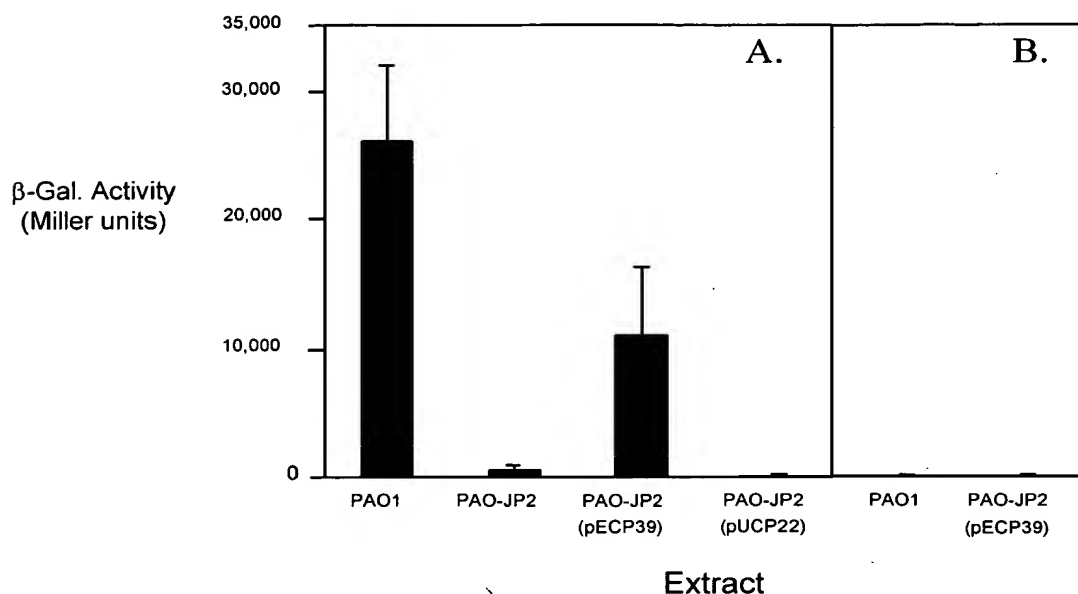 35,000
30,000
20,000
10,000
0
β-Gal. Activity
(Miller units)
A.
B.
PAO1
PAO-JP2
PAO-JP2
(pECP39)
PAO-JP2
(pUCP22)
PAO1
PAO-JP2
(pECP39)
Extract